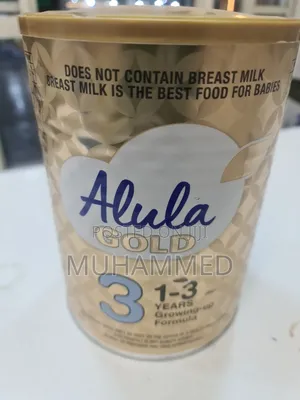 DOES NOT CONTAIN BREAST MILK
BREAST MILK IS THE BEST FOOD FOR BABIES
Alula
GOLD
MUHAMMED
3
1-3
YEARS
Growing-up
Formula